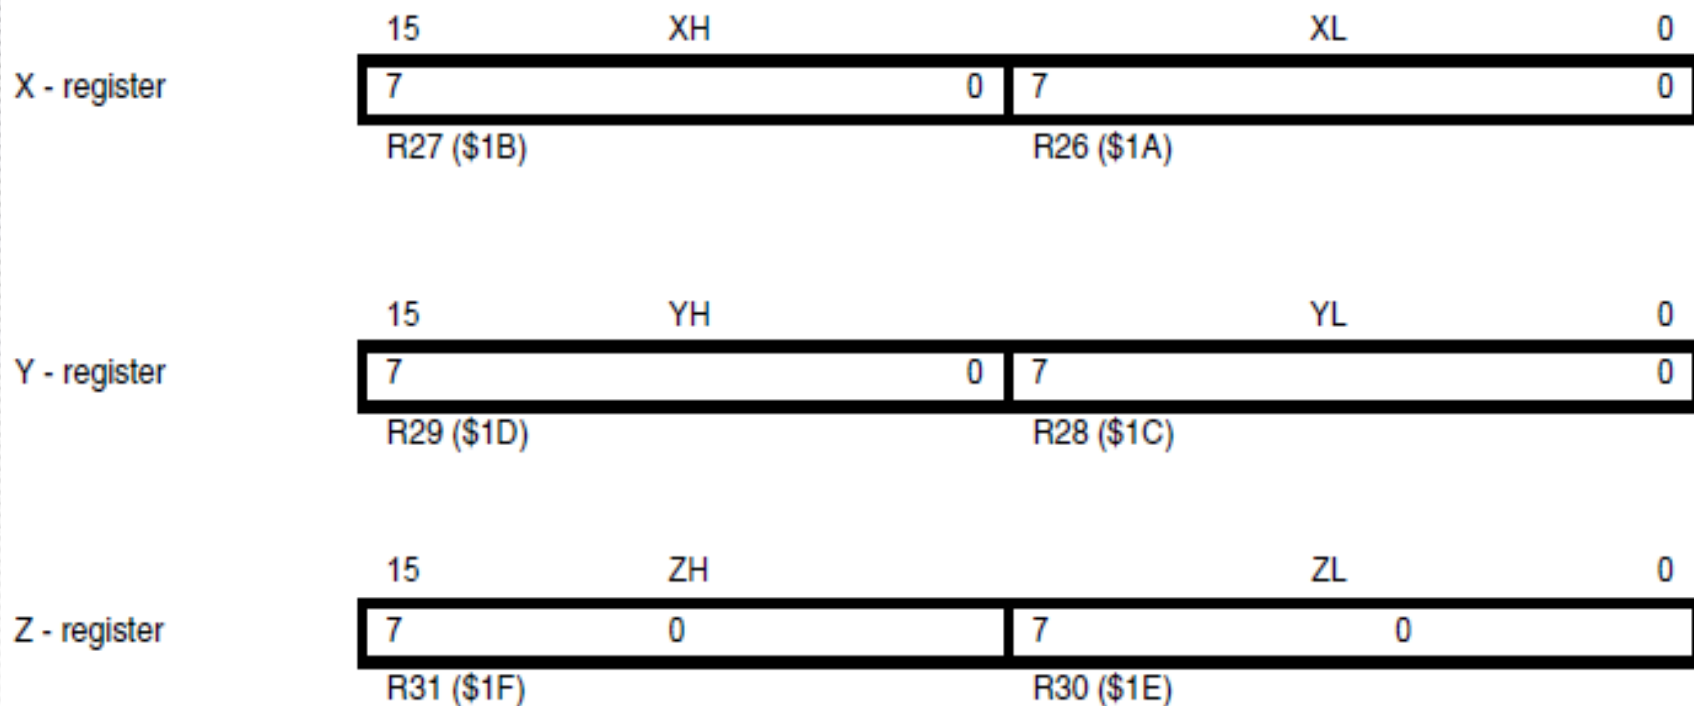 15 XH XL 0
X - register 7 0 7 0
R27 ($1B) R26 ($1A)
15 YH YL 0
Y - register 7 0 7 0
R29 ($1D) R28 ($1C)
15 ZH ZL 0
Z - register 7 0 7 0
R31 ($1F) R30 ($1E)